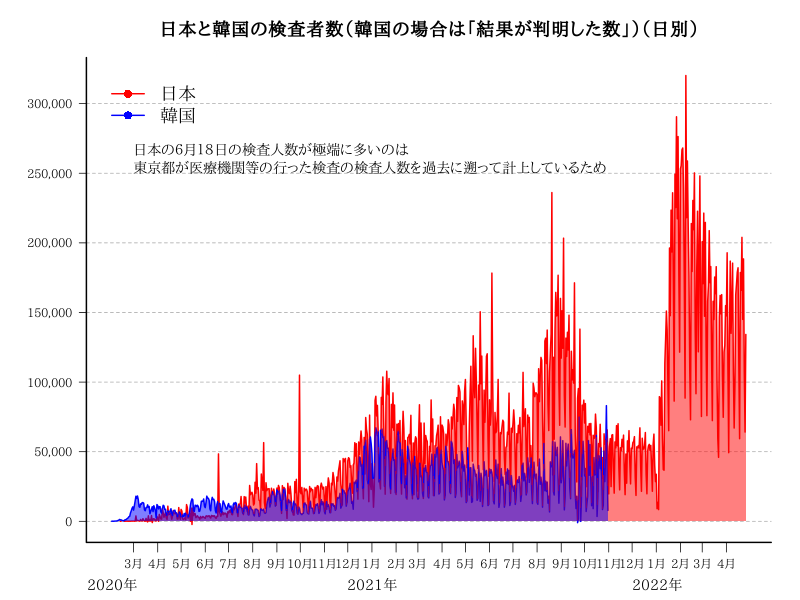 日本と韓国の検査者数（韓国の場合は「結果が判明した数」）（日別）
日本
韓国
日本の6月18日の検査人数が極端に多いのは
東京都が医療機関等の行った検査の検査人数を過去に遡って計上しているため
300,000
250,000
200,000
150,000
100,000
50,000
0
3月 4月 5月 6月 7月 8月 9月 10月 11月 12月 1月 2月 3月 4月 5月 6月 7月 8月 9月 10月 11月 12月 1月 2月 3月 4月
2020年 2021年 2022年